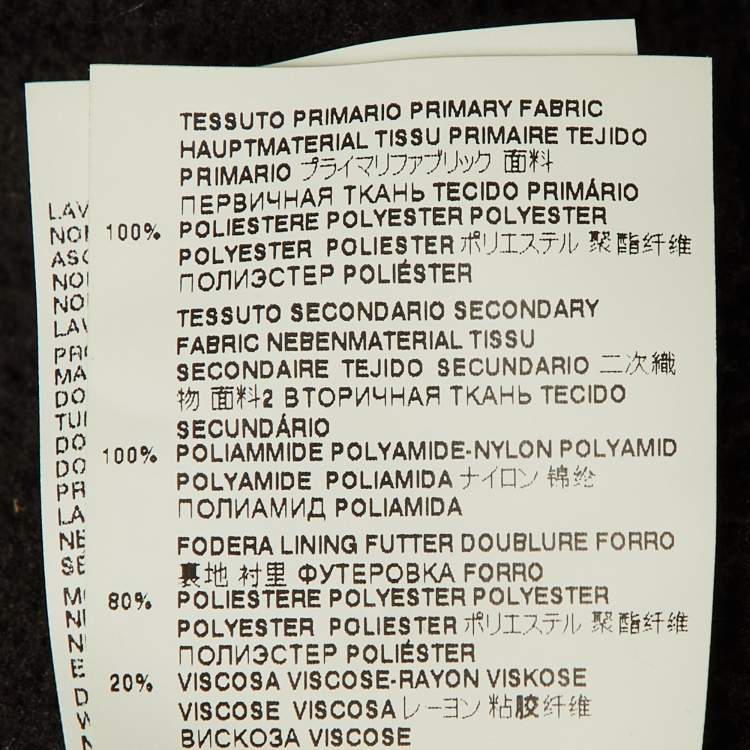 TESSUTO PRIMARIO PRIMARY FABRIC
HAUPTMATERIAL TISSU PRIMAIRE TEJIDO
PRIMARIO プライマリファブリック 面料
ПЕРВИЧНАЯ ТКАНЬ TECIDO PRIMÁRIO
100% POLIESTERE POLYESTER POLYESTER
POLYESTER POLIESTER ポリエステル 聚酯纤维
ПОЛИЭСТЕР POLIÉSTER
TESSUTO SECONDARIO SECONDARY
FABRIC NEBENMATERIAL TISSU
SECONDAIRE TEJIDO SECUNDARIO 二次織
物 面料2 ВТОРИЧНАЯ ТКАНЬ TECIDO
SECUNDÁRIO
100% POLIAMMIDE POLYAMIDE-NYLON POLYAMID
POLYAMIDE POLIAMIDA ナイロン 锦纶
ПОЛИАМИД POLIAMIDA
FODERA LINING FUTTER DOUBLURE FORRO
裏地 衬里 ФУТЕРОВКА FORRO
80% POLIESTERE POLYESTER POLYESTER
POLYESTER POLIESTER ポリエステル 聚酯纤维
ПОЛИЭСТЕР POLIÉSTER
20% VISCOSA VISCOSE-RAYON VISKOSE
VISCOSE VISCOSA レーヨン 粘胶纤维
ВИСКОЗА VISCOSE